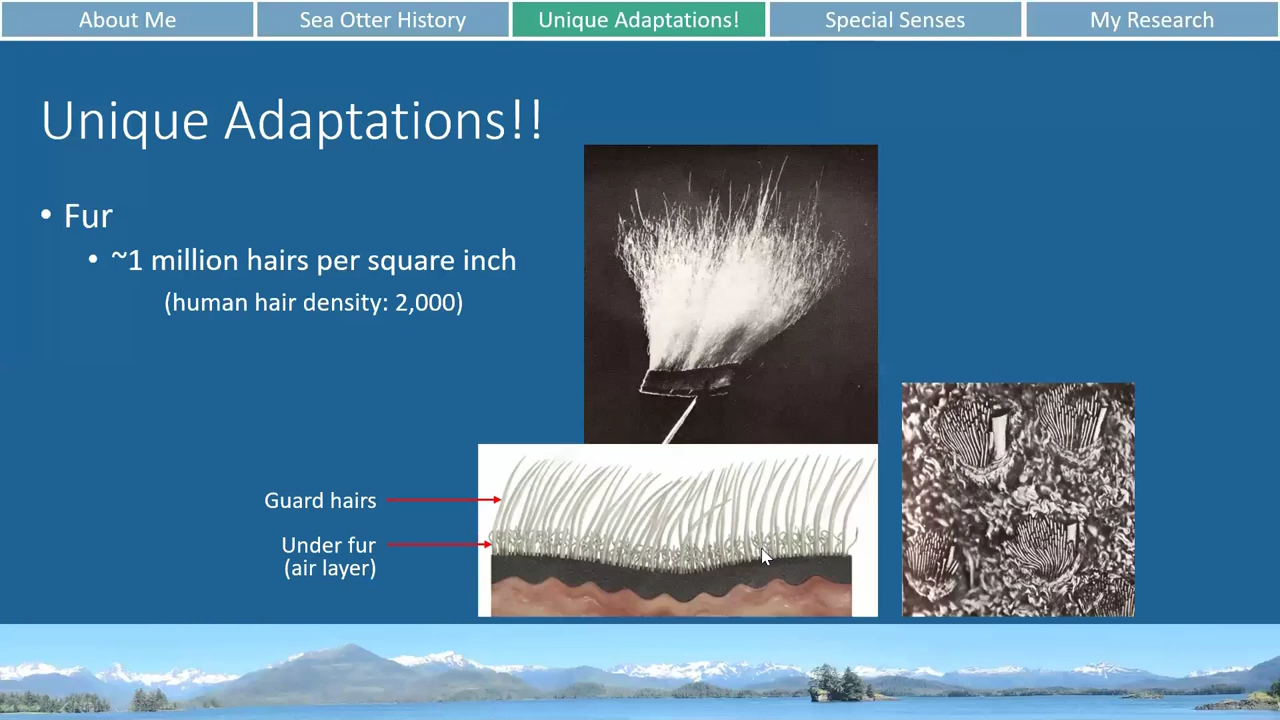 About Me
Sea Otter History
Unique Adaptations!
Special Senses
My Research
Unique Adaptations!!
• Fur
• ~1 million hairs per square inch
(human hair density: 2,000)
Guard hairs
Under fur
(air layer)